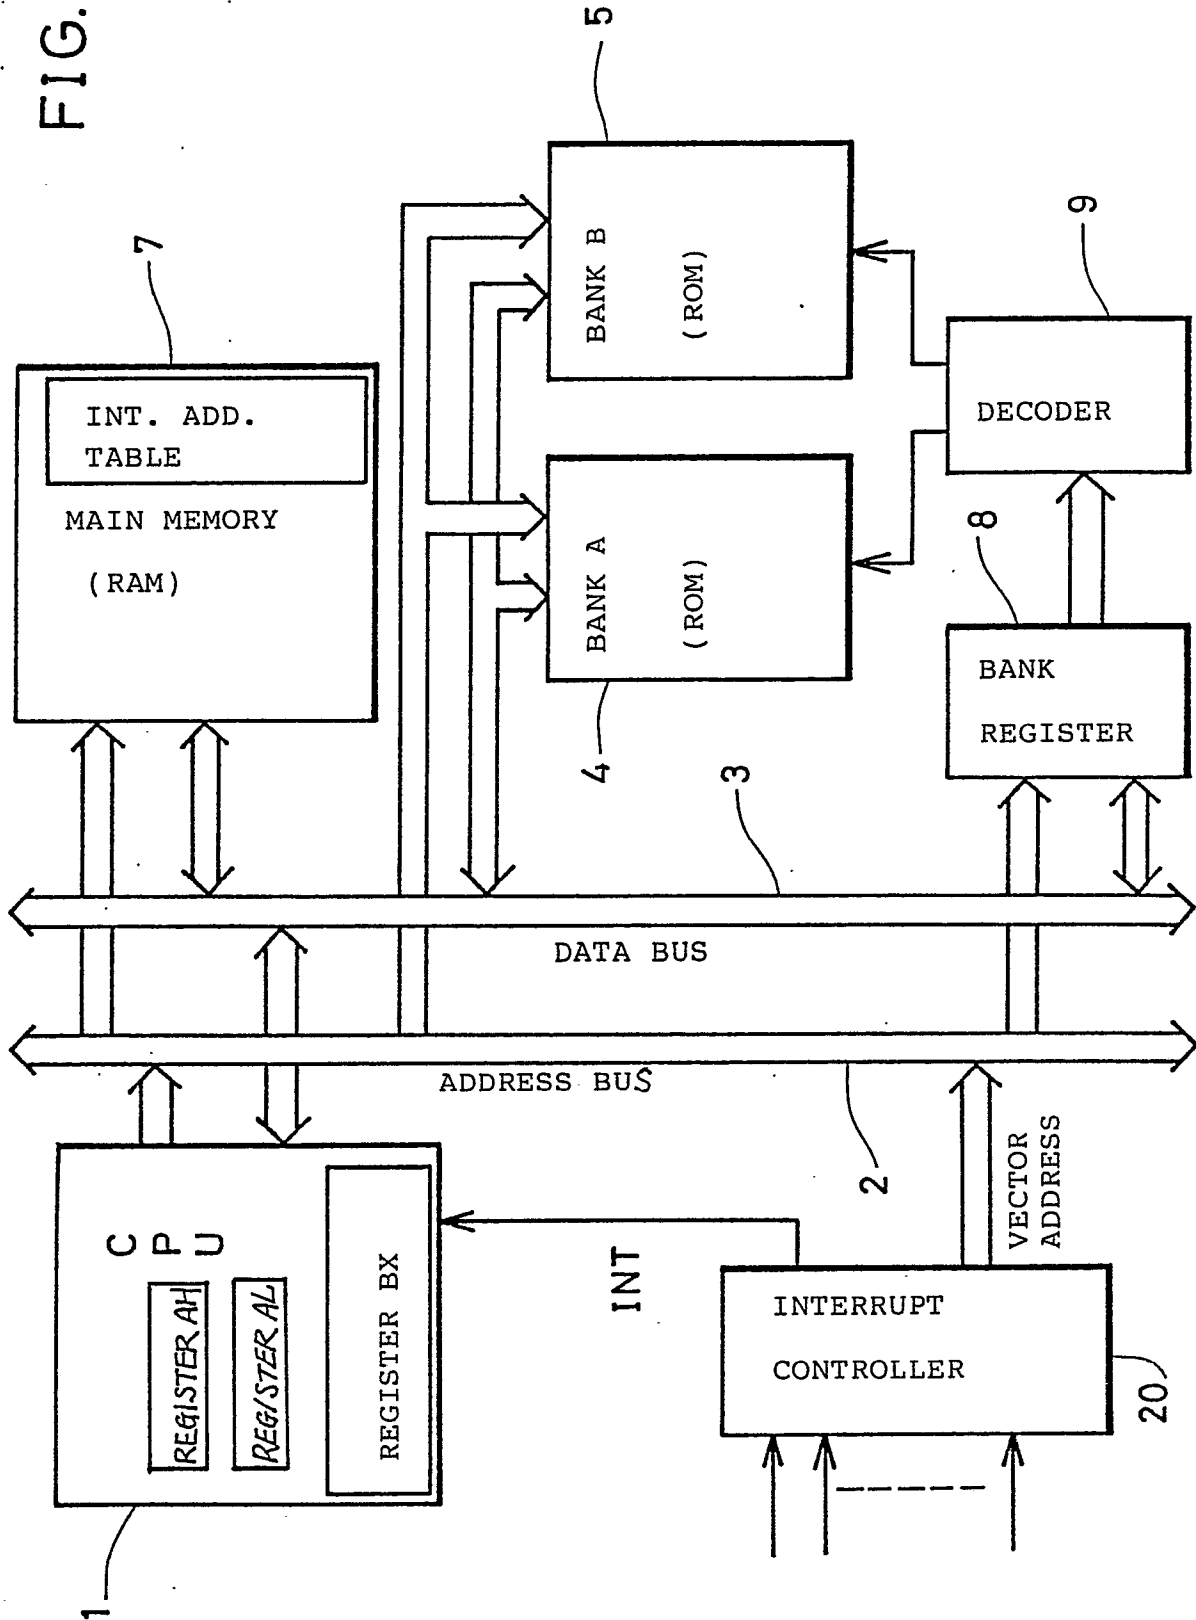 FIG.
7
INT. ADD.
TABLE
MAIN MEMORY
(RAM)
5
BANK B
(ROM)
BANK A
(ROM)
4
9
DECODER
8
BANK
REGISTER
3
DATA BUS
ADDRESS BUS
2
CPU
REGISTER AH
REGISTER AL
REGISTER BX
1
INT
VECTOR
ADDRESS
INTERRUPT
CONTROLLER
20